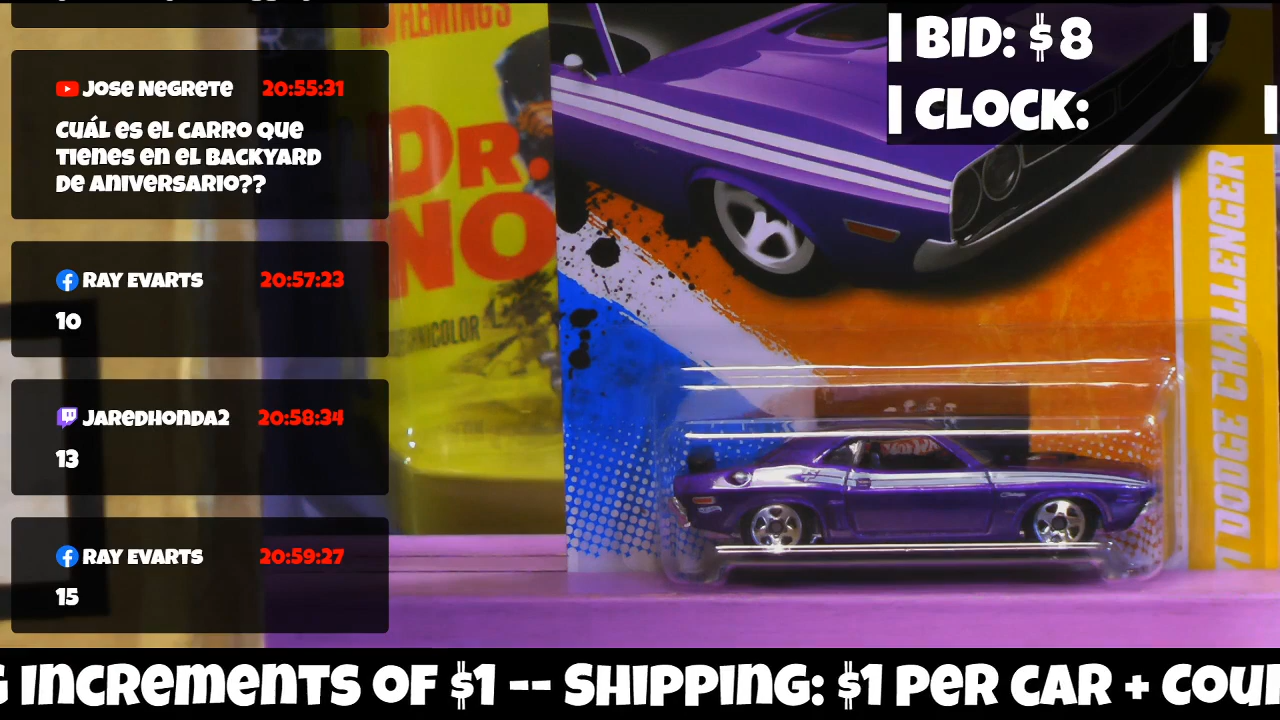 Jose Negrete 20:55:31
CUÁL ES EL CARRO QUE
TIENES EN EL BACKYARD
DE ANIVERSARIO??
RAY EVARTS 20:57:23
10
JaredHonda2 20:58:34
13
RAY EVARTS 20:59:27
15
FLEMING'S
DR.
NO
TECHNICOLOR
| BID: $8 |
| CLOCK: |
DODGE CHALLENGER
INCREMENTS OF $1 -- SHIPPING: $1 PER CAR +